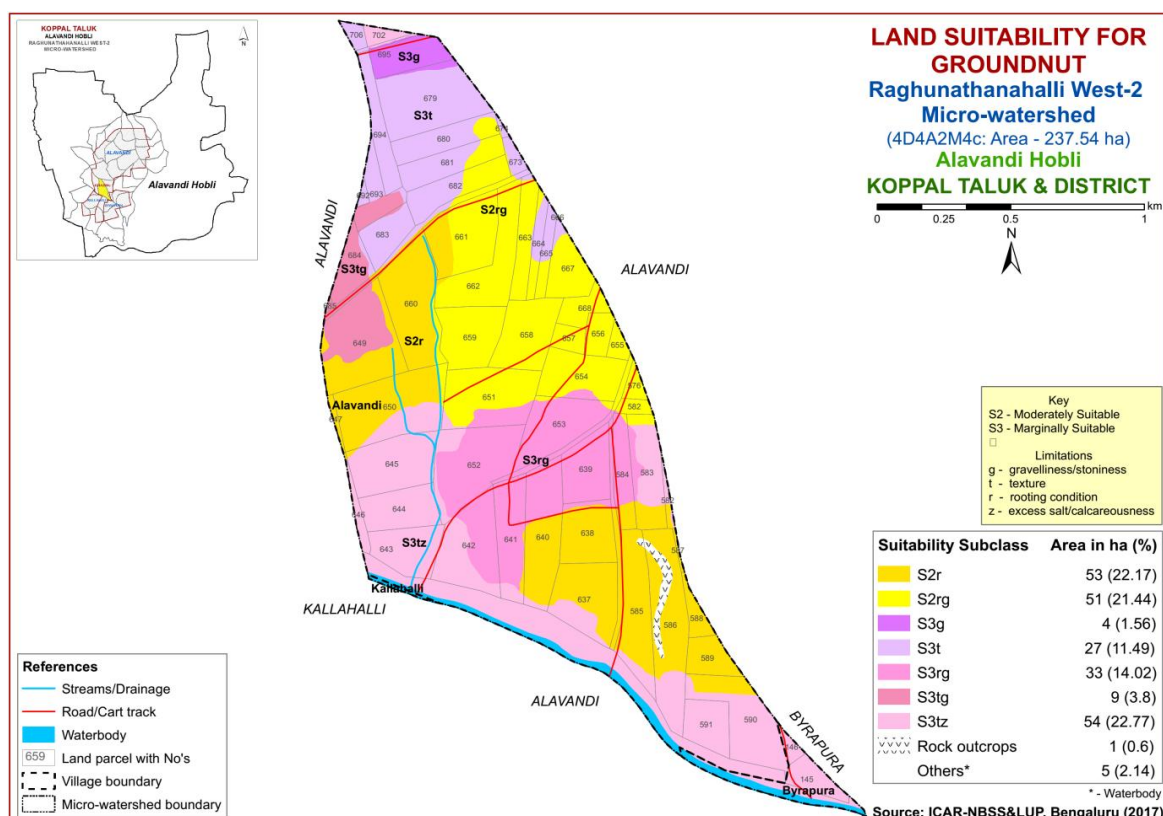 KOPPAL TALUK
ALAVANDI HOBLI
RAGHUNATHAHALLI WEST-2
MICRO-WATERSHED
N
ALAVANDI
Alavandi Hobli
LAND SUITABILITY FOR
GROUNDNUT
Raghunathanahalli West-2
Micro-watershed
(4D4A2M4c: Area - 237.54 ha)
Alavandi Hobli
KOPPAL TALUK & DISTRICT
km
0 0.25 0.5 1
N
706 702
695
S3g
679
S3t
694
680
681
673
682
693
S2rg
683
661
663
664
665
684
S3tg
ALAVANDI
ALAVANDI
667
662
660
668
649
S2r
659
658
657
656
655
654
576
Alavandi
650
651
582
653
645
652
S3rg
639
584
583
644
646
643
S3tz
642
641
640
638
Kallahalli
KALLAHALLI
637
585
586
588
589
ALAVANDI
591
590
BYRAPURA
145
Byrapura
Key
S2 - Moderately Suitable
S3 - Marginally Suitable
Limitations
g - gravelliness/stoniness
t - texture
r - rooting condition
z - excess salt/calcareousness
Suitability Subclass Area in ha (%)
S2r 53 (22.17)
S2rg 51 (21.44)
S3g 4 (1.56)
S3t 27 (11.49)
S3rg 33 (14.02)
S3tg 9 (3.8)
S3tz 54 (22.77)
Rock outcrops 1 (0.6)
Others* 5 (2.14)
* - Waterbody
Source: ICAR-NBSS&LUP, Bengaluru (2017)
References
Streams/Drainage
Road/Cart track
Waterbody
659 Land parcel with No's
Village boundary
Micro-watershed boundary